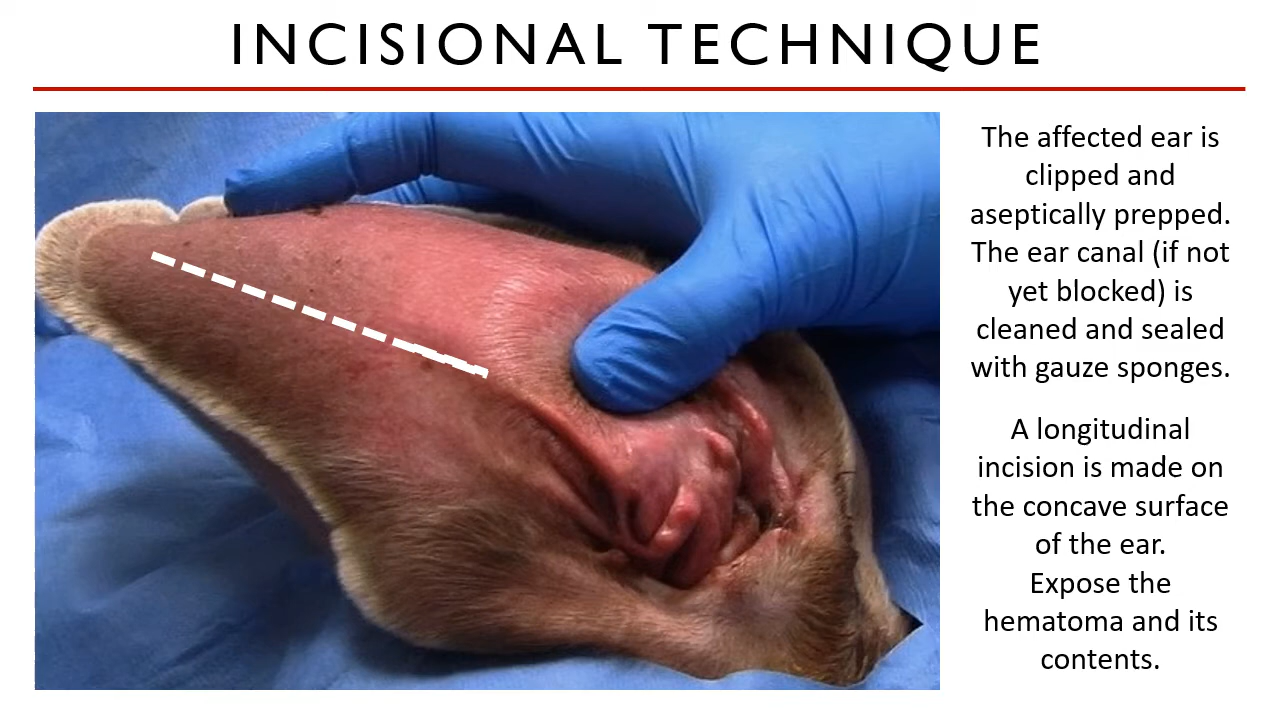 INCISIONAL TECHNIQUE
The affected ear is
clipped and
aseptically prepped.
The ear canal (if not
yet blocked) is
cleaned and sealed
with gauze sponges.
A longitudinal
incision is made on
the concave surface
of the ear.
Expose the
hematoma and its
contents.